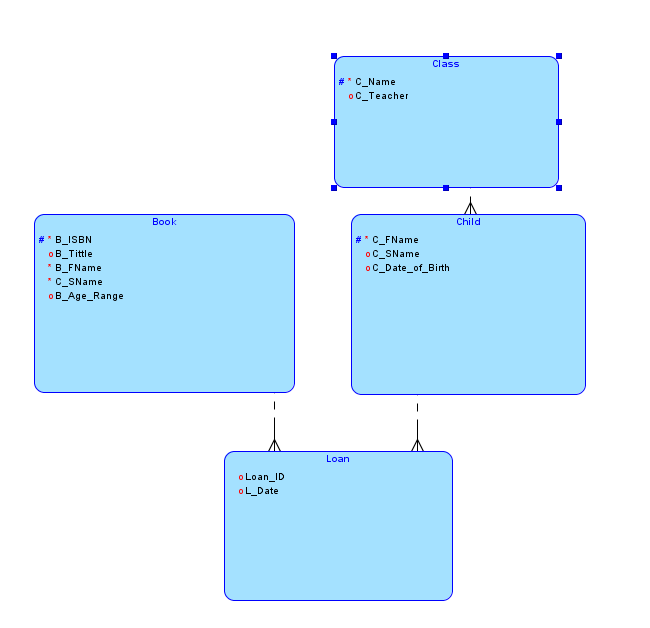 Class
# * C_Name
o C_Teacher
Book
# * B_ISBN
o B_Tittle
* B_FName
* C_SName
o B_Age_Range
Child
# * C_FName
o C_SName
o C_Date_of_Birth
Loan
o Loan_ID
o L_Date